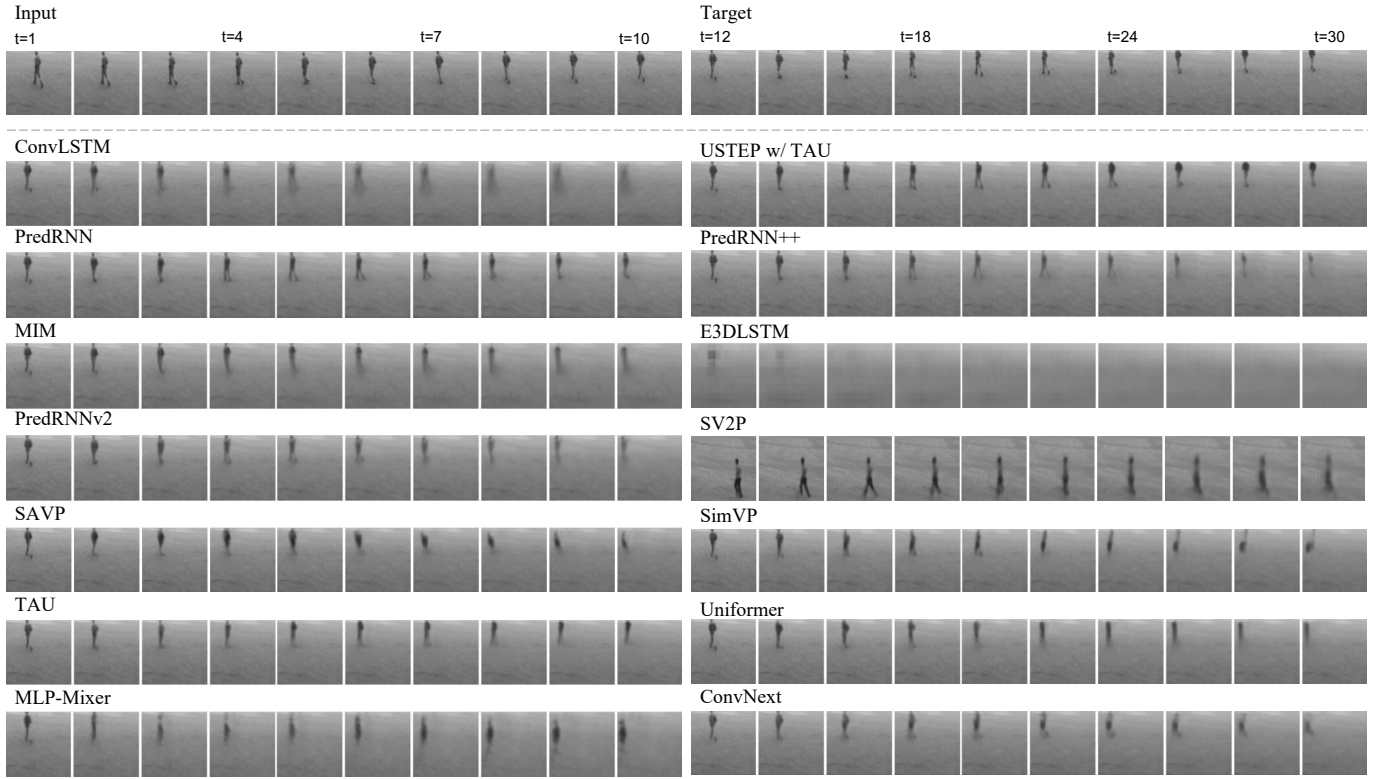 Input
Target
t=1 t=4 t=7 t=10
t=12 t=18 t=24 t=30
ConvLSTM
USTEP w/ TAU
PredRNN
PredRNN++
MIM
E3DLSTM
PredRNNv2
SV2P
SAVP
SimVP
TAU
Uniformer
MLP-Mixer
ConvNext